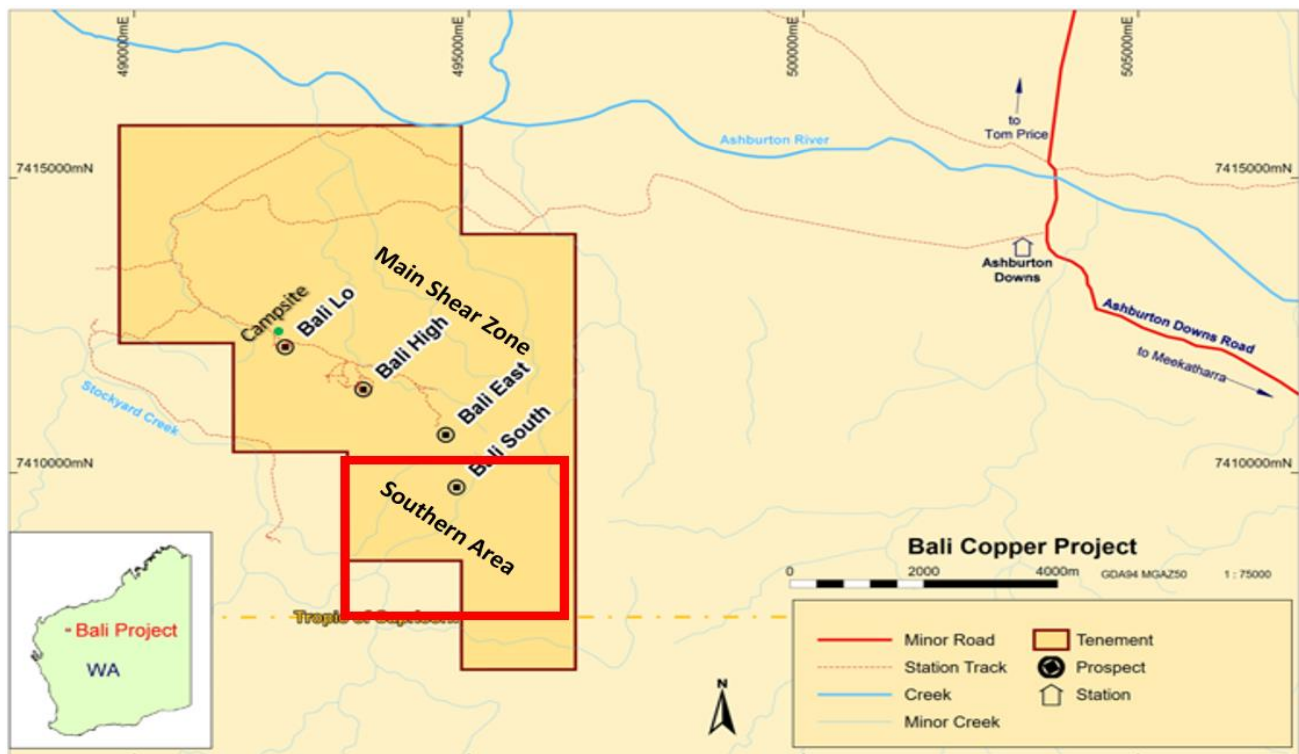 490000mE
495000mE
500000mE
505000mE
to
Tom Price
Ashburton River
7415000mN
7415000mN
Ashburton
Downs
Main Shear Zone
Campsite
Bali Lo
Bali High
Ashburton Downs Road
to Meekatharra
Bali East
Stockyard Creek
Bali South
7410000mN
7410000mN
Southern Area
Bali Copper Project
0 2000 4000m
GDA94 MGAZ50 1 : 75000
Tropic of Capricorn
Bali Project
WA
N
Minor Road
Station Track
Creek
Minor Creek
Tenement
Prospect
Station